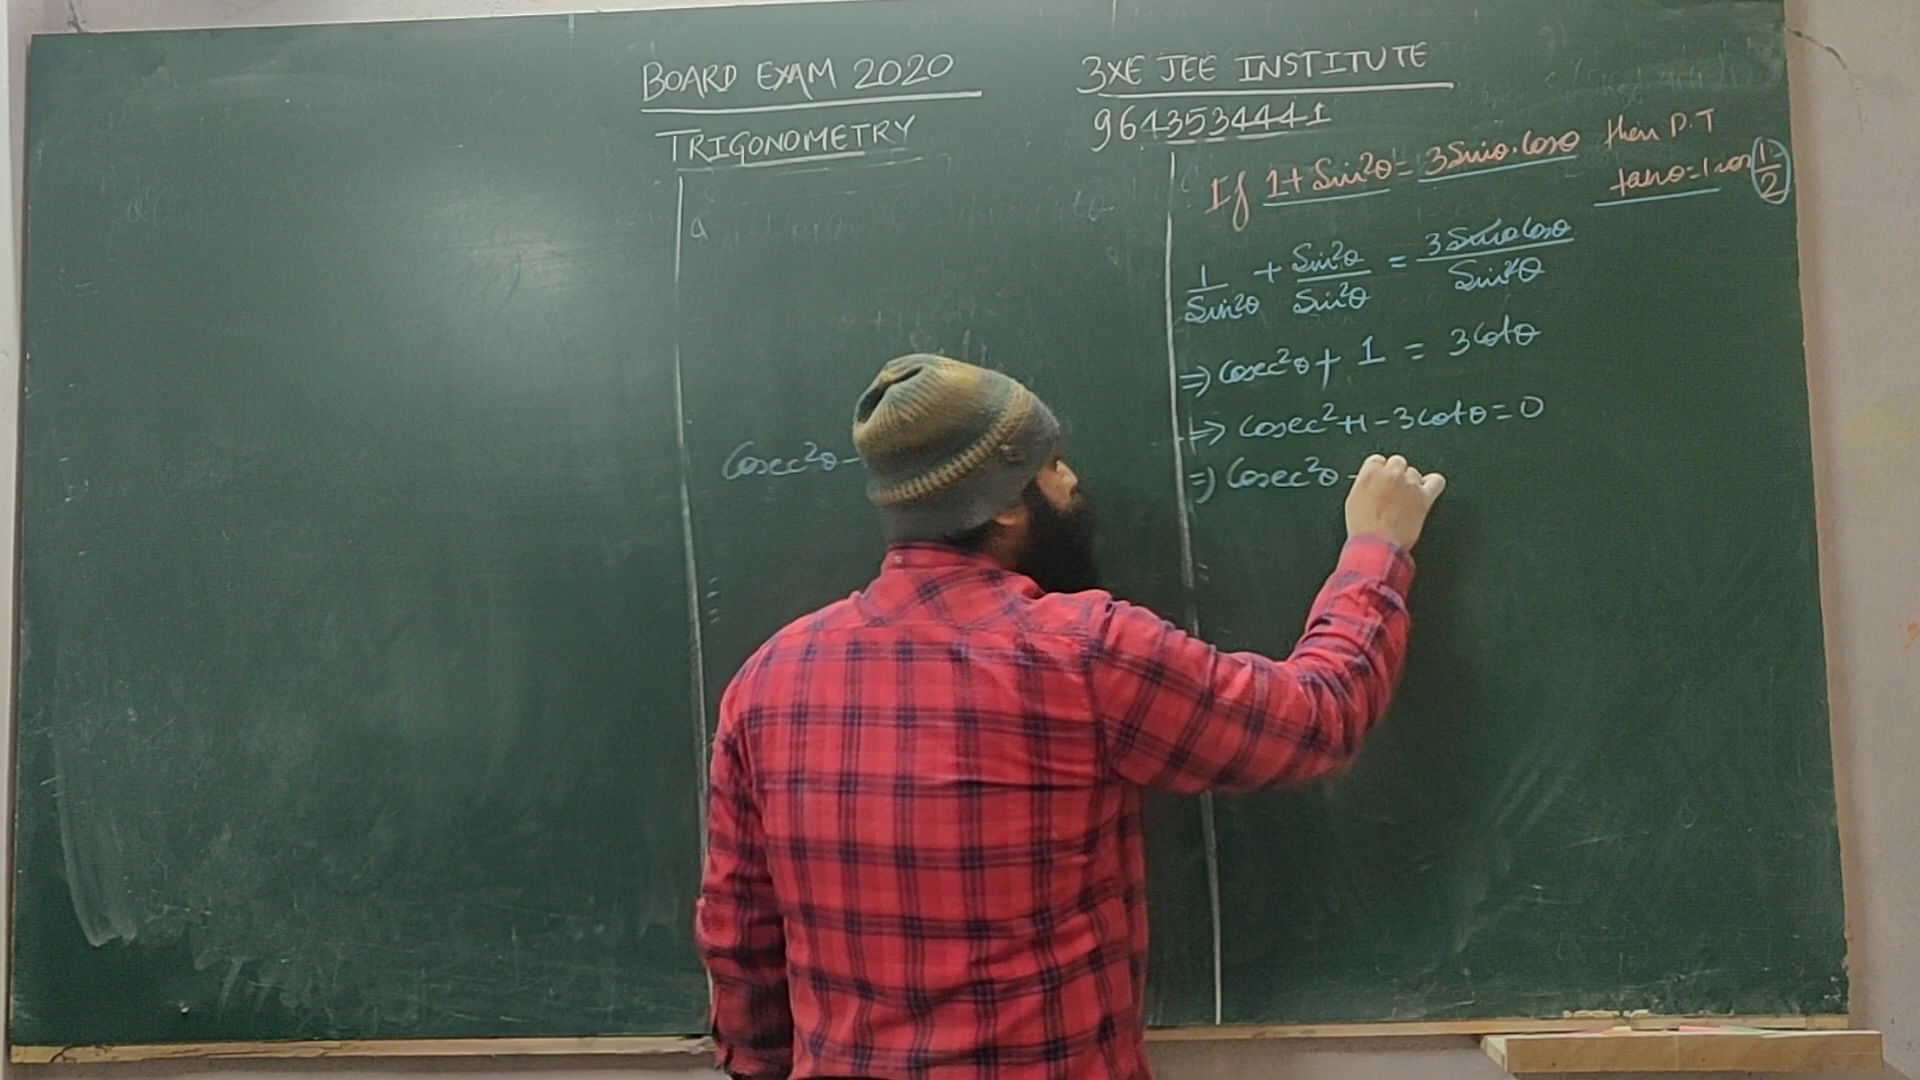 BOARD EXAM 2020
TRIGONOMETRY
Cosec²θ -
3XE JEE INSTITUTE
9643534441
If 1 + Sin²θ = 3Sinθ.Cosθ then P.T
tanθ = 1 or 1/2
1/Sin²θ + Sin²θ/Sin²θ = 3SinθCosθ/Sin²θ
⇒ Cosec²θ + 1 = 3Cotθ
⇒ Cosec² + 1 - 3Cotθ = 0
⇒ Cosec²θ -